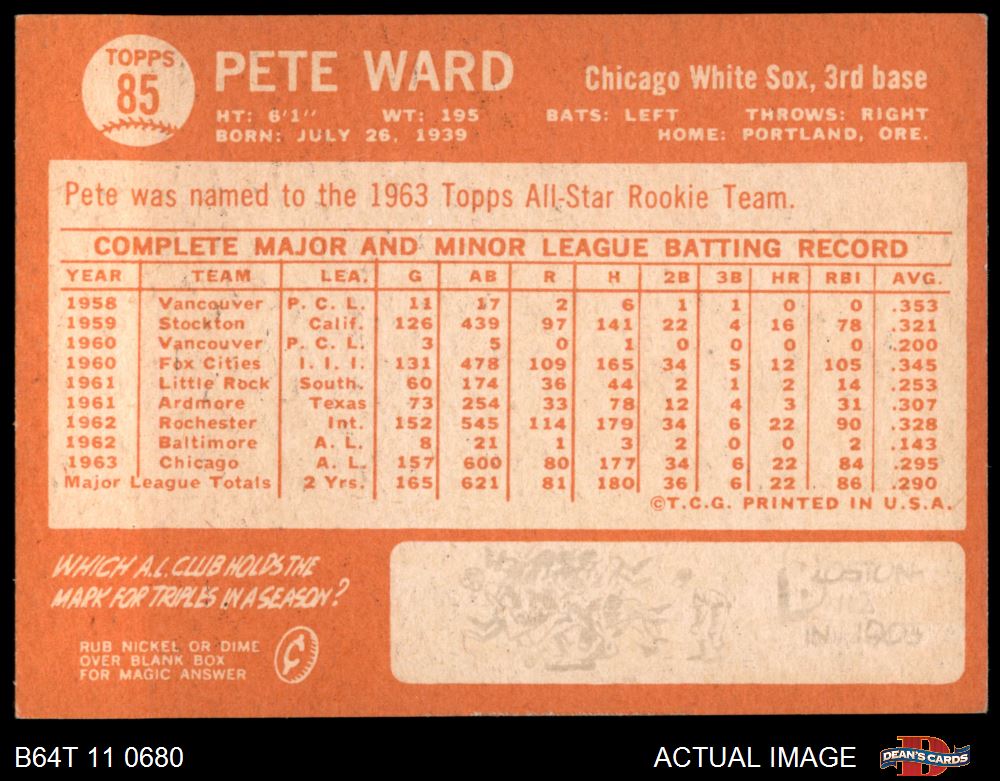 TOPPS
85
PETE WARD
Chicago White Sox, 3rd base
HT: 6'1" WT: 195 BATS: LEFT THROWS: RIGHT
BORN: JULY 26, 1939 HOME: PORTLAND, ORE.
Pete was named to the 1963 Topps All-Star Rookie Team.
COMPLETE MAJOR AND MINOR LEAGUE BATTING RECORD
YEAR TEAM LEA. G AB R H 2B 3B HR RBI AVG.
1958 Vancouver P. C. L. 11 17 2 6 1 1 0 0 .353
1959 Stockton Calif. 126 439 97 141 22 4 16 78 .321
1960 Vancouver P. C. L. 3 5 0 1 0 0 0 0 .200
1960 Fox Cities I. I. I. 131 478 109 165 34 5 12 105 .345
1961 Little Rock South. 60 174 36 44 2 1 2 14 .253
1961 Ardmore Texas 73 254 33 78 12 4 3 31 .307
1962 Rochester Int. 152 545 114 179 34 6 22 90 .328
1962 Baltimore A. L. 8 21 1 3 2 0 0 2 .143
1963 Chicago A. L. 157 600 80 177 34 6 22 84 .295
Major League Totals 2 Yrs. 165 621 81 180 36 6 22 86 .290
©T.C.G. PRINTED IN U.S.A.
WHICH A.L. CLUB HOLDS THE
MARK FOR TRIPLES IN A SEASON?
RUB NICKEL OR DIME
OVER BLANK BOX
FOR MAGIC ANSWER
¢
IN
B64T 11 0680
ACTUAL IMAGE
DEAN'S CARDS